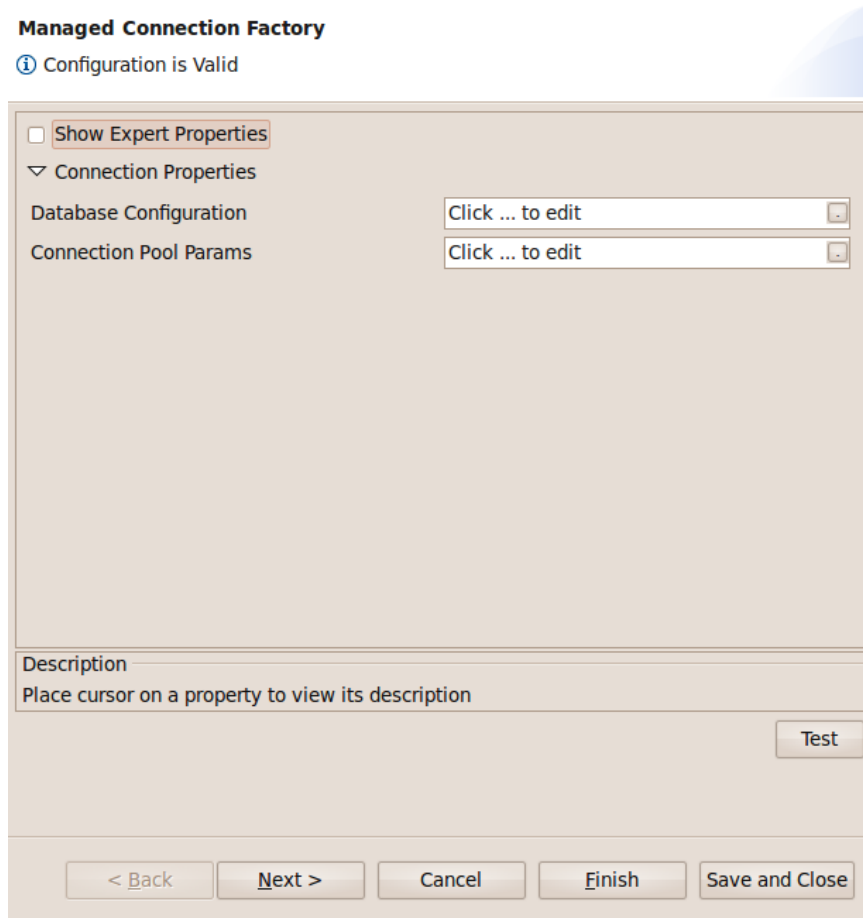 Managed Connection Factory
Configuration is Valid
Show Expert Properties
Connection Properties
Database Configuration Click ... to edit .
Connection Pool Params Click ... to edit .
Description
Place cursor on a property to view its description
Test
< Back Next > Cancel Finish Save and Close